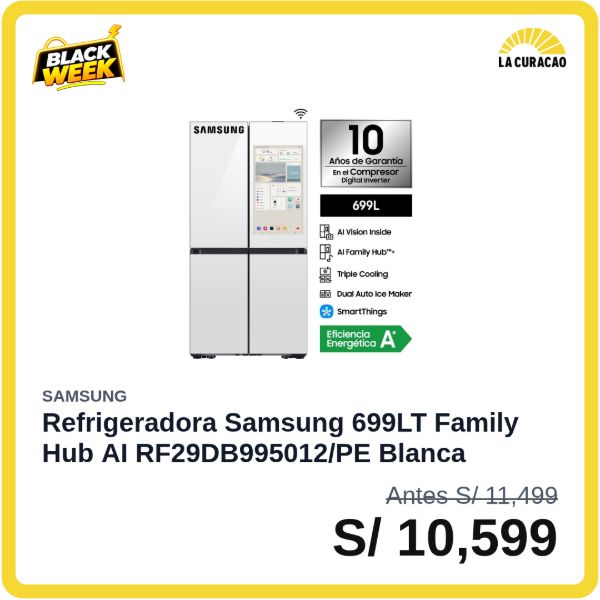 BLACK
WEEK
LA CURACAO
SAMSUNG
10
Años de Garantía
En el Compresor
Digital Inverter
699L
AI Vision Inside
AI Family Hub™+
Triple Cooling
Dual Auto Ice Maker
SmartThings
Eficiencia
Energética A*
SAMSUNG
Refrigeradora Samsung 699LT Family
Hub AI RF29DB995012/PE Blanca
Antes S/ 11,499
S/ 10,599